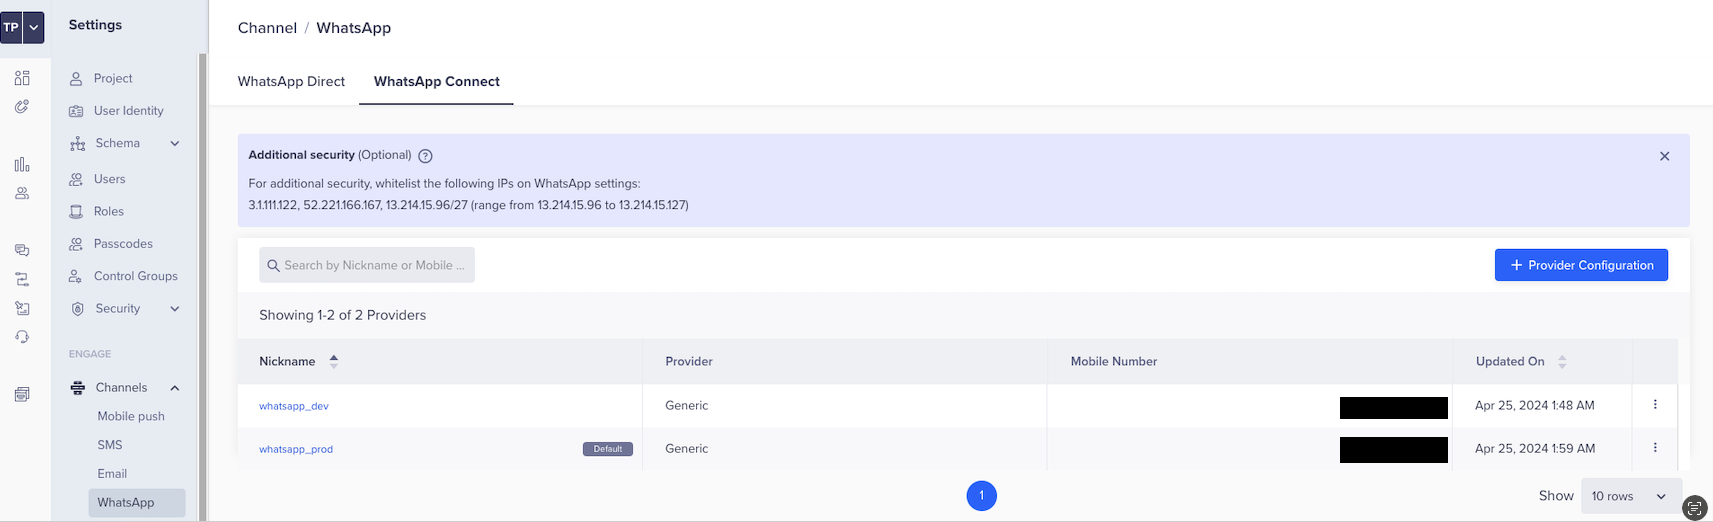 TP
Settings
Channel / WhatsApp
WhatsApp Direct
WhatsApp Connect
Project
User Identity
Schema
Users
Roles
Passcodes
Control Groups
Security
ENGAGE
Channels
Mobile push
SMS
Email
WhatsApp
Additional security (Optional) ?
For additional security, whitelist the following IPs on WhatsApp settings:
3.1.111.122, 52.221.166.167, 13.214.15.96/27 (range from 13.214.15.96 to 13.214.15.127)
Search by Nickname or Mobile ...
+ Provider Configuration
Showing 1-2 of 2 Providers
Nickname Provider Mobile Number Updated On
whatsapp_dev Generic Apr 25, 2024 1:48 AM
whatsapp_prod Default Generic Apr 25, 2024 1:59 AM
1
Show 10 rows